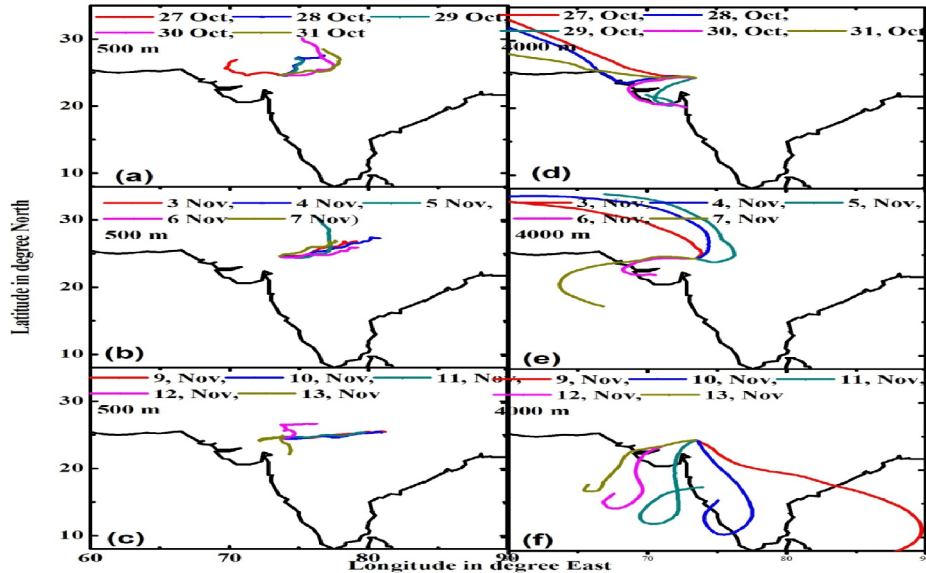 27 Oct, 28 Oct, 29 Oct
30 Oct, 31 Oct
500 m
30
20
10
(a)
27, Oct, 28, Oct,
29, Oct, 30, Oct, 31, Oct
4000 m
(d)
3 Nov, 4 Nov, 5 Nov,
6 Nov 7 Nov)
500 m
30
20
10
(b)
3, Nov, 4, Nov, 5, Nov,
6, Nov, 7, Nov
4000 m
(e)
9, Nov, 10, Nov, 11, Nov,
12, Nov, 13, Nov
500 m
30
20
10
(c)
9, Nov, 10, Nov, 11, Nov,
12, Nov, 13, Nov
4000 m
(f)
60 70 80 90 70 80 90
Longitude in degree East
Latitude in degree North